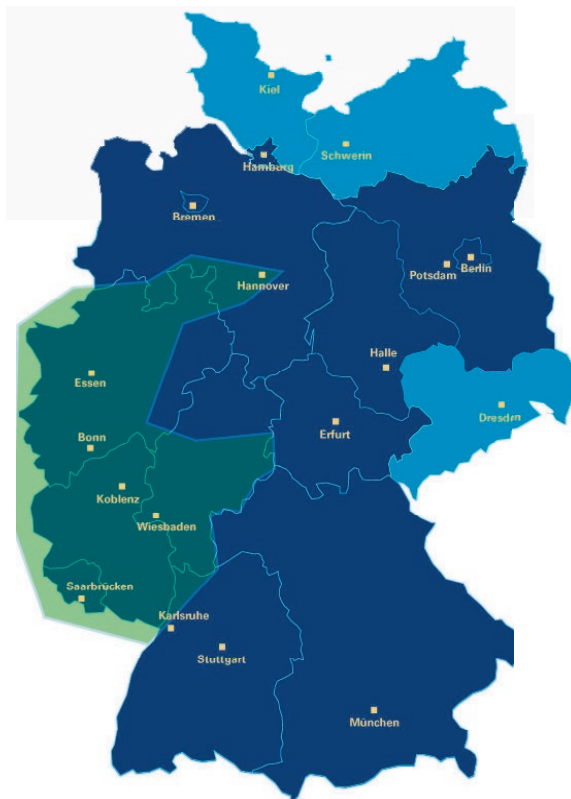 Kiel
Schwerin
Hamburg
Bremen
Potsdam
Berlin
Hannover
Halle
Essen
Dresden
Erfurt
Bonn
Koblenz
Wiesbaden
Saarbrücken
Karlsruhe
Stuttgart
München